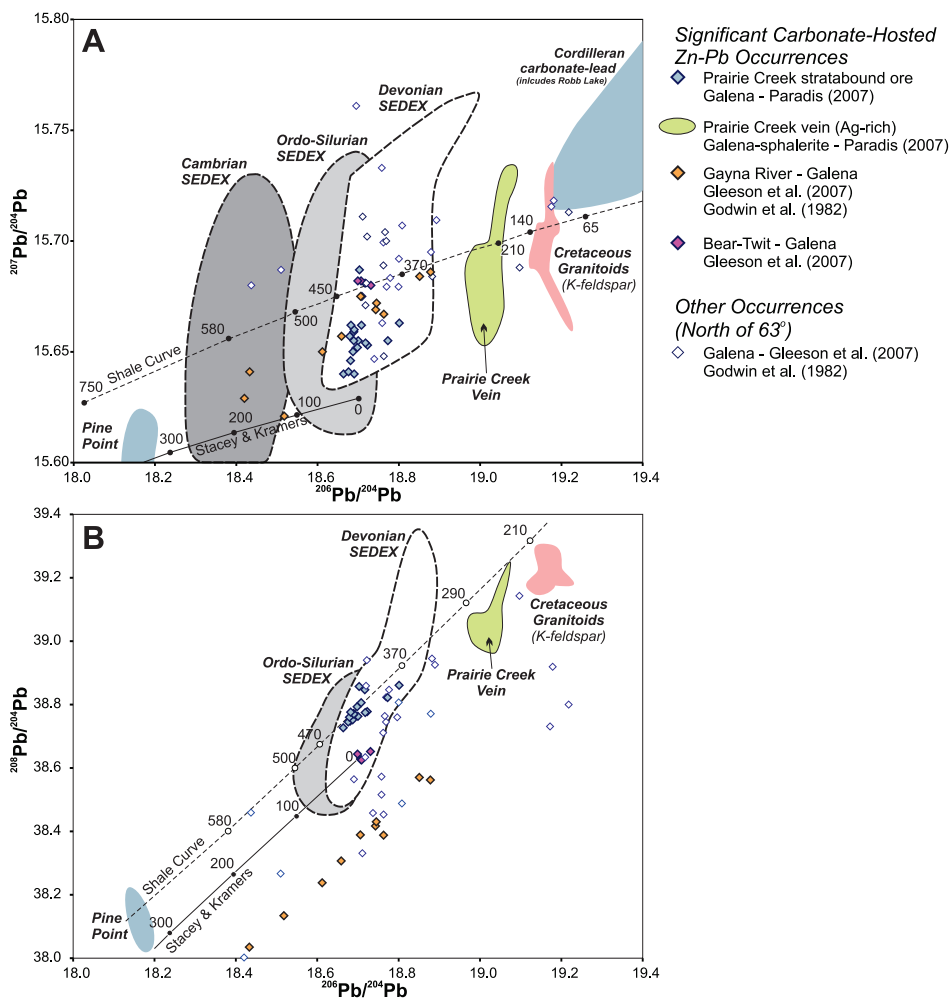 A
15.80
15.75
15.70
15.65
15.60
²⁰⁷Pb/²⁰⁴Pb
Cordilleran
carbonate-lead
(inlcudes Robb Lake)
Devonian
SEDEX
Ordo-Silurian
SEDEX
Cambrian
SEDEX
140
65
210
370
450
500
580
750
Shale Curve
Cretaceous
Granitoids
(K-feldspar)
Prairie Creek
Vein
Pine
Point
300
200
100
0
Stacey & Kramers
18.0 18.2 18.4 18.6 18.8 19.0 19.2 19.4
²⁰⁶Pb/²⁰⁴Pb
Significant Carbonate-Hosted
Zn-Pb Occurrences
Prairie Creek stratabound ore
Galena - Paradis (2007)
Prairie Creek vein (Ag-rich)
Galena-sphalerite - Paradis (2007)
Gayna River - Galena
Gleeson et al. (2007)
Godwin et al. (1982)
Bear-Twit - Galena
Gleeson et al. (2007)
Other Occurrences
(North of 63⁰)
Galena - Gleeson et al. (2007)
Godwin et al. (1982)
B
39.4
39.2
39.0
38.8
38.6
38.4
38.2
38.0
²⁰⁸Pb/²⁰⁴Pb
Devonian
SEDEX
210
290
370
Cretaceous
Granitoids
(K-feldspar)
Prairie Creek
Vein
Ordo-Silurian
SEDEX
470
500
580
0
100
200
300
Shale Curve
Stacey & Kramers
Pine
Point
18.0 18.2 18.4 18.6 18.8 19.0 19.2 19.4
²⁰⁶Pb/²⁰⁴Pb